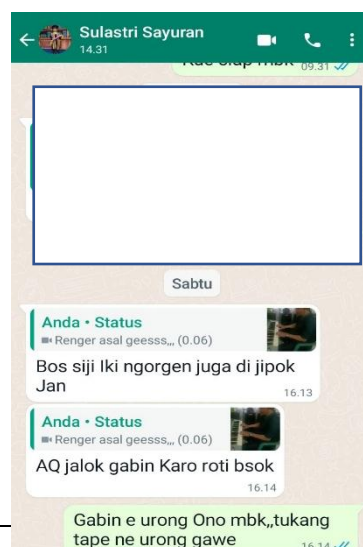 Sulastri Sayuran
14.31
09.31
Sabtu
Anda • Status
Renger asal geesss,,, (0.06)
Bos siji Iki ngorgen juga di jipok
Jan
16.13
Anda • Status
Renger asal geesss,,, (0.06)
AQ jalok gabin Karo roti bsok
16.14
Gabin e urong Ono mbk,,tukang
tape ne urong gawe
16.14